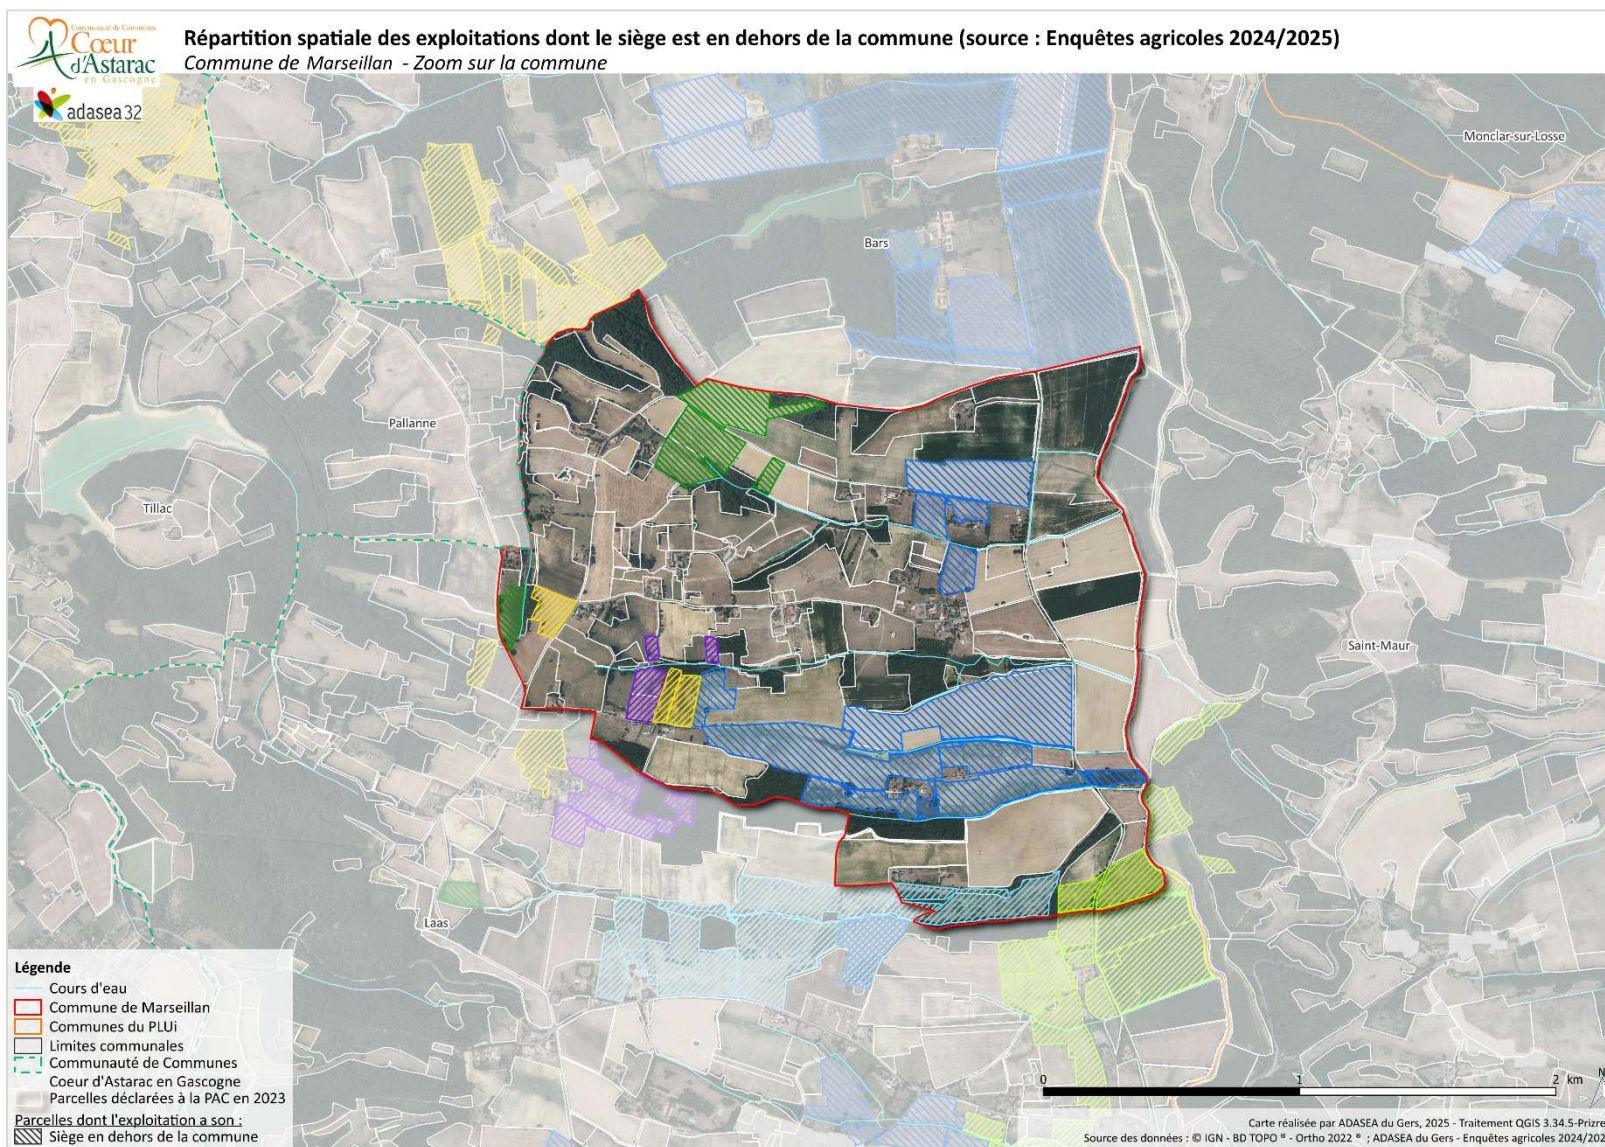 Communauté de Communes
Cœur
d'Astarac
en Gascogne
adasea32
Répartition spatiale des exploitations dont le siège est en dehors de la commune (source : Enquêtes agricoles 2024/2025)
Commune de Marseillan - Zoom sur la commune
Monclar-sur-Losse
Bars
Pallanne
Tillac
Saint-Maur
Laas
Légende
Cours d'eau
Commune de Marseillan
Communes du PLUi
Limites communales
Communauté de Communes
Coeur d'Astarac en Gascogne
Parcelles déclarées à la PAC en 2023
Parcelles dont l'exploitation a son :
Siège en dehors de la commune
0 1 2 km
N
Carte réalisée par ADASEA du Gers, 2025 - Traitement QGIS 3.34.5-Prizre
Source des données : © IGN - BD TOPO ® - Ortho 2022 ® ; ADASEA du Gers - Enquêtes agricoles 2024/202